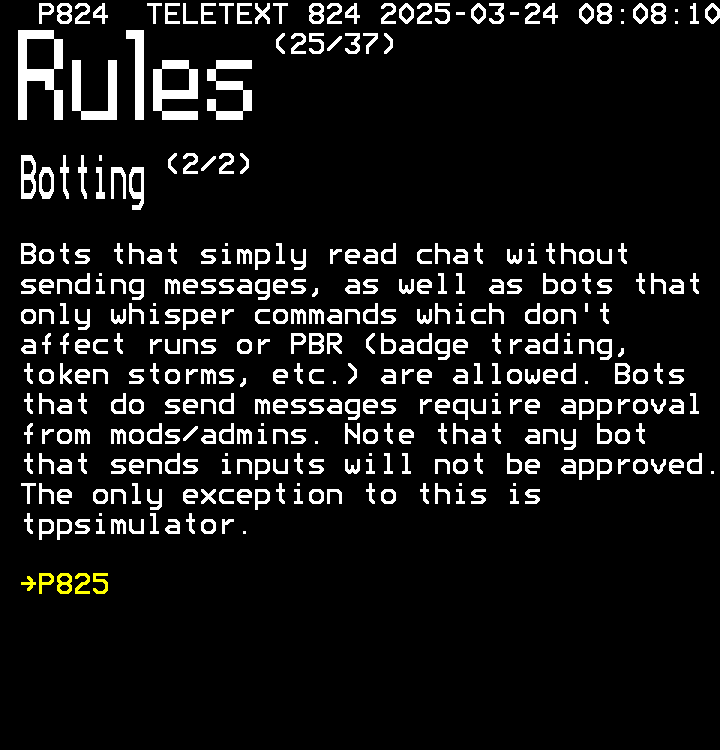 P824 TELETEXT 824 2025-03-24 08:08:10
Rules (25/37)
Botting (2/2)
Bots that simply read chat without
sending messages, as well as bots that
only whisper commands which don't
affect runs or PBR (badge trading,
token storms, etc.) are allowed. Bots
that do send messages require approval
from mods/admins. Note that any bot
that sends inputs will not be approved.
The only exception to this is
tppsimulator.
→P825